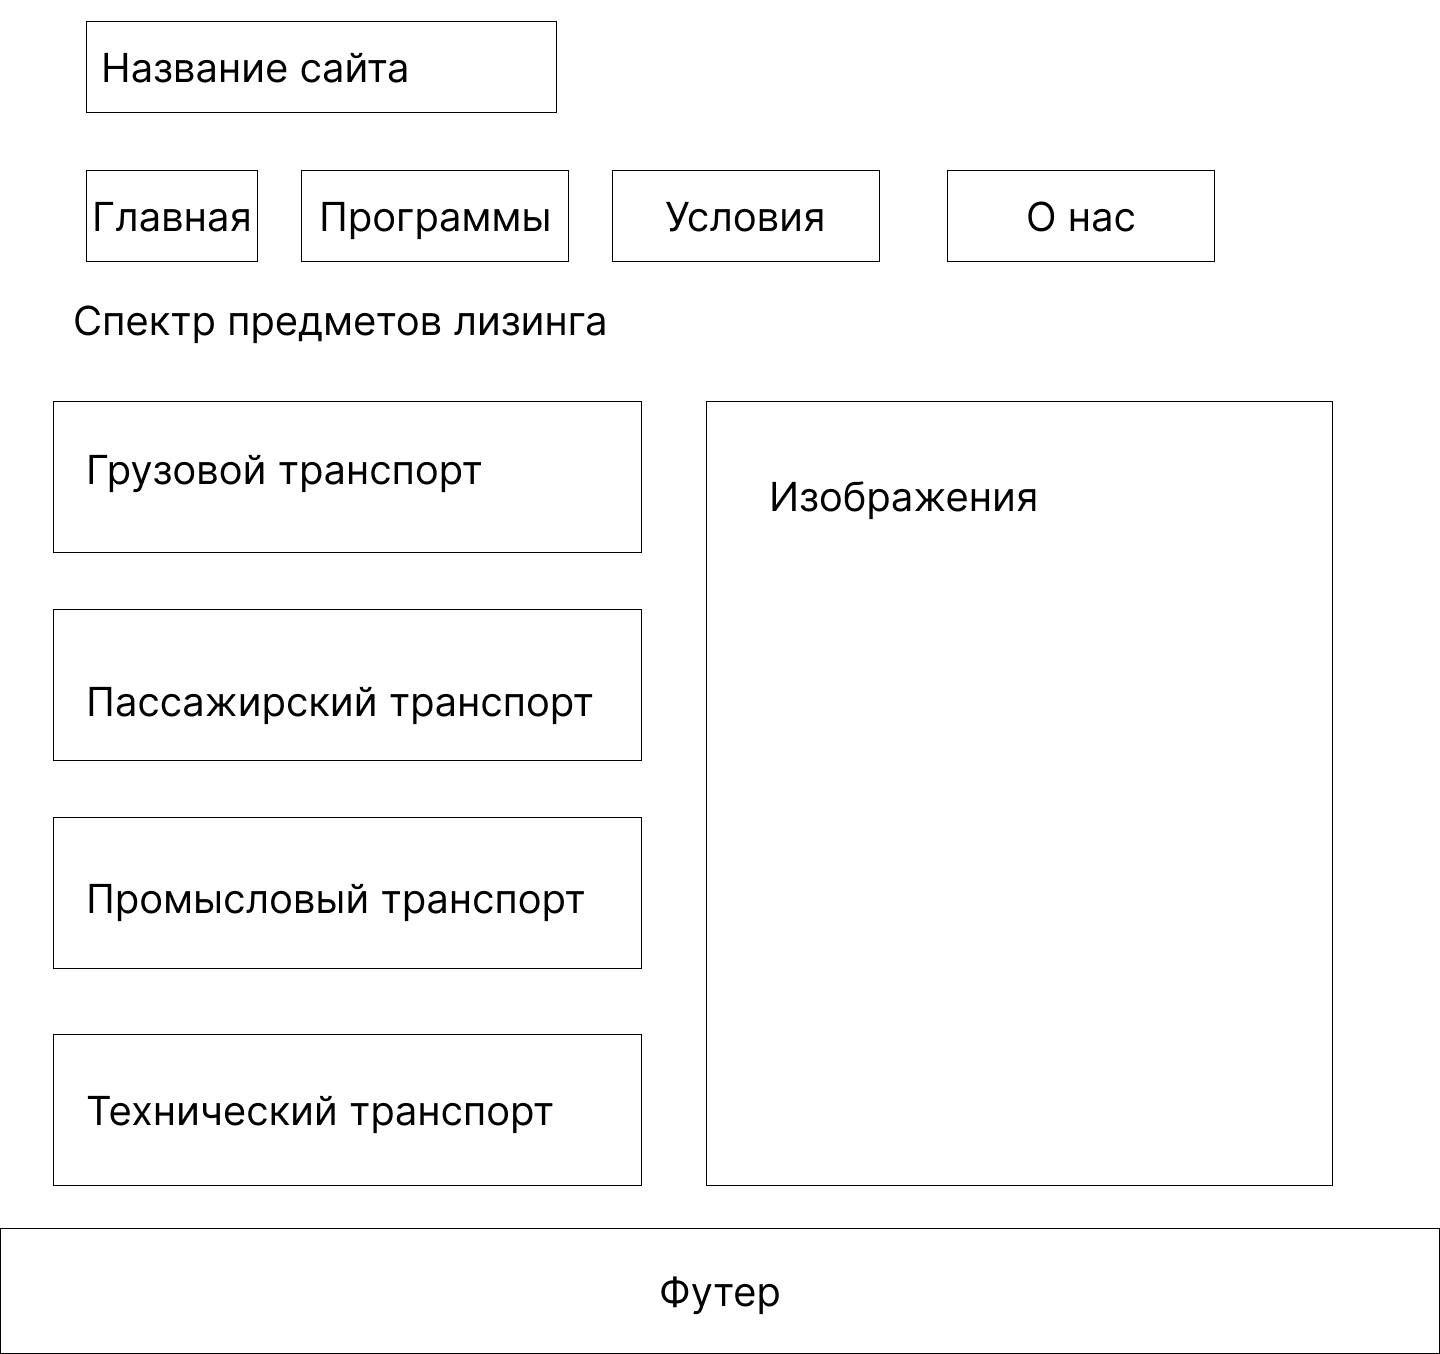 Название сайта
Главная
Программы
Условия
О нас
Спектр предметов лизинга
Грузовой транспорт
Изображения
Пассажирский транспорт
Промысловый транспорт
Технический транспорт
Футер